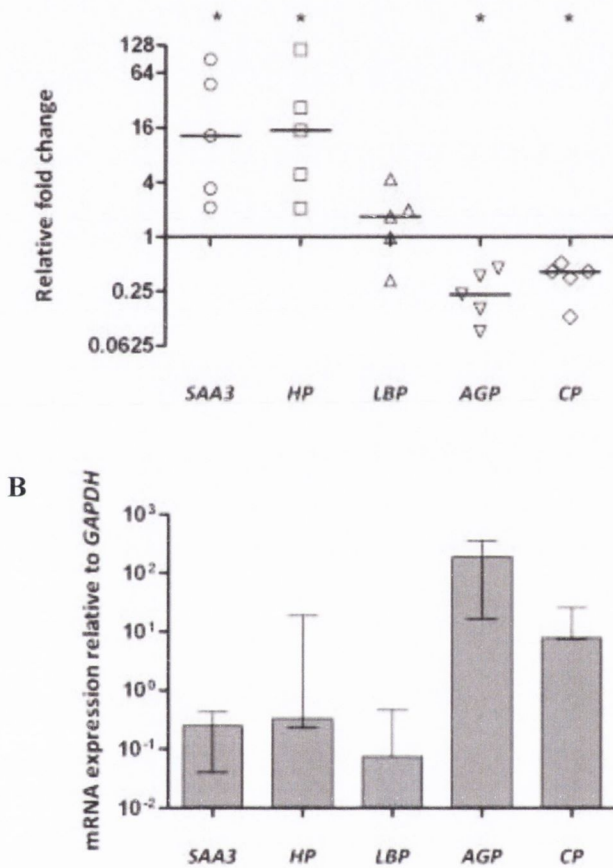 * * * *
Relative fold change
128
64
16
4
1
0.25
0.0625
SAA3 HP LBP AGP CP
B
mRNA expression relative to GAPDH
10³
10²
10¹
10⁰
10⁻¹
10⁻²
SAA3 HP LBP AGP CP